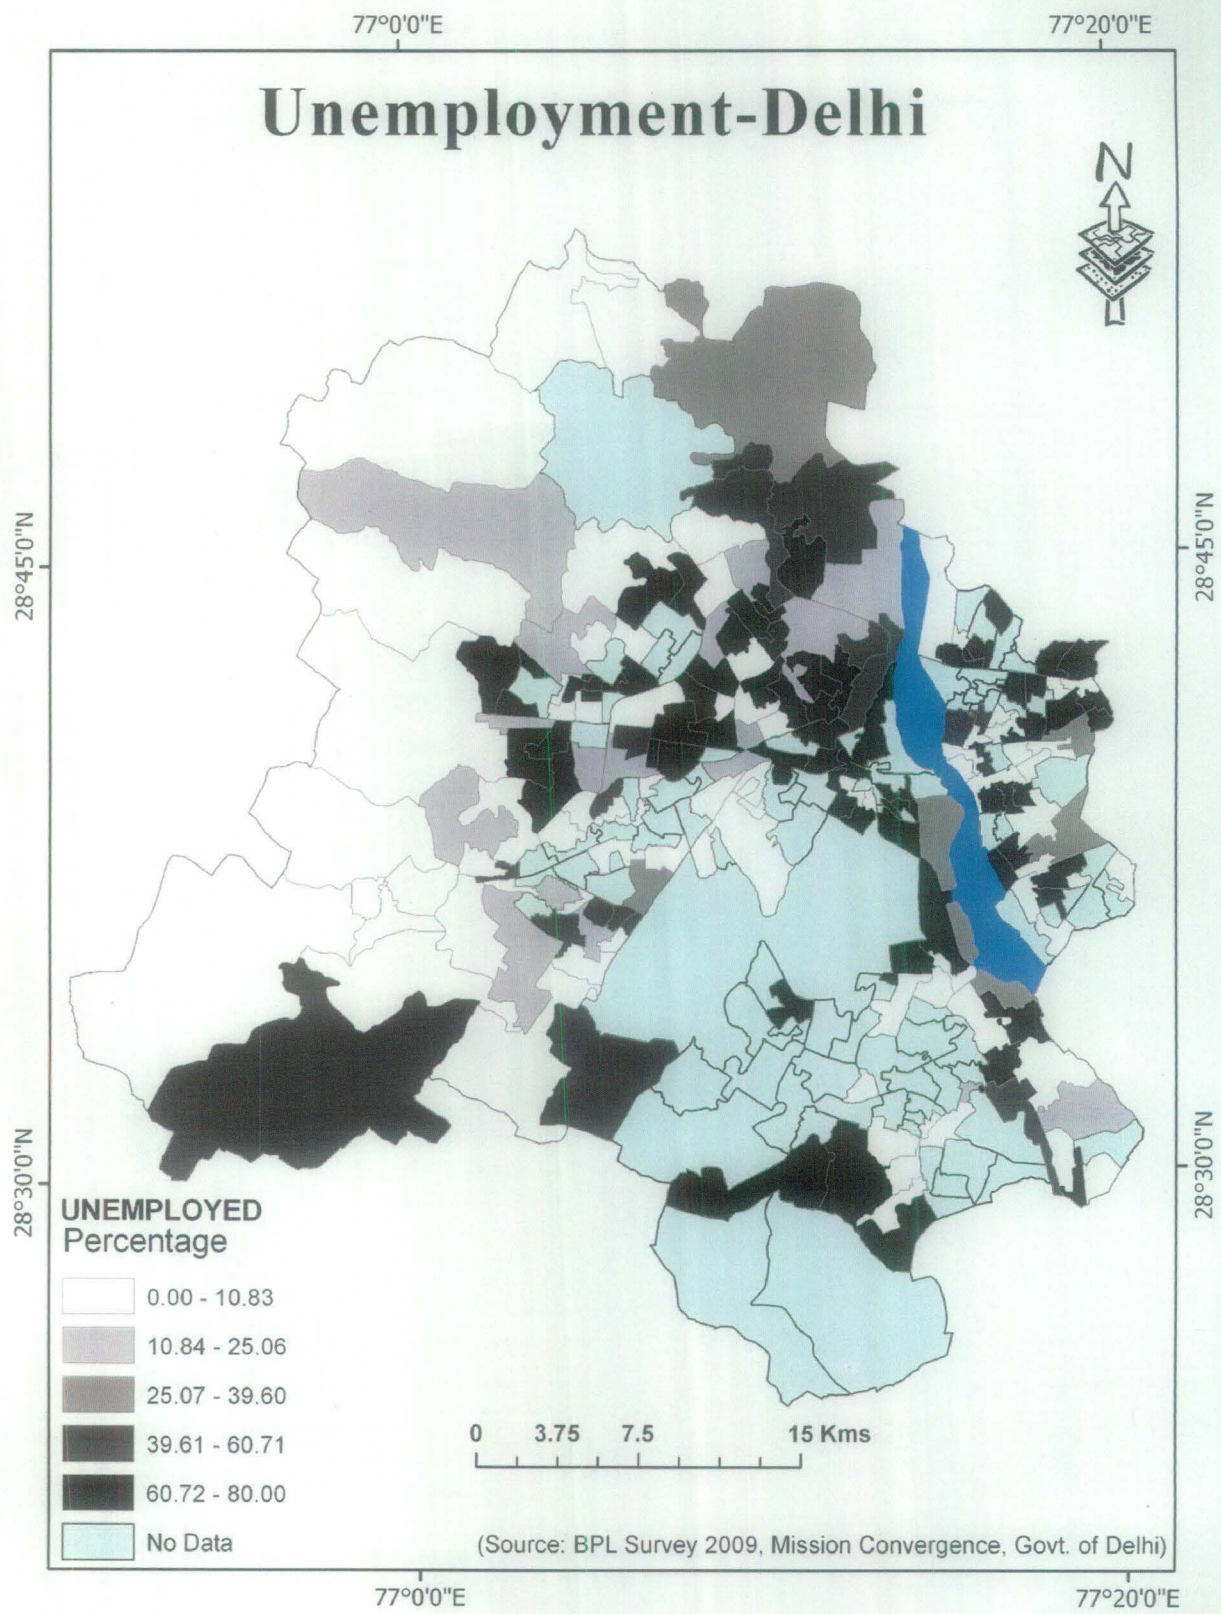 77°0'0"E 77°20'0"E
Unemployment-Delhi
N
28°45'0"N 28°45'0"N
28°30'0"N 28°30'0"N
UNEMPLOYED
Percentage
0.00 - 10.83
10.84 - 25.06
25.07 - 39.60
39.61 - 60.71
60.72 - 80.00
No Data
0 3.75 7.5 15 Kms
(Source: BPL Survey 2009, Mission Convergence, Govt. of Delhi)
77°0'0"E 77°20'0"E